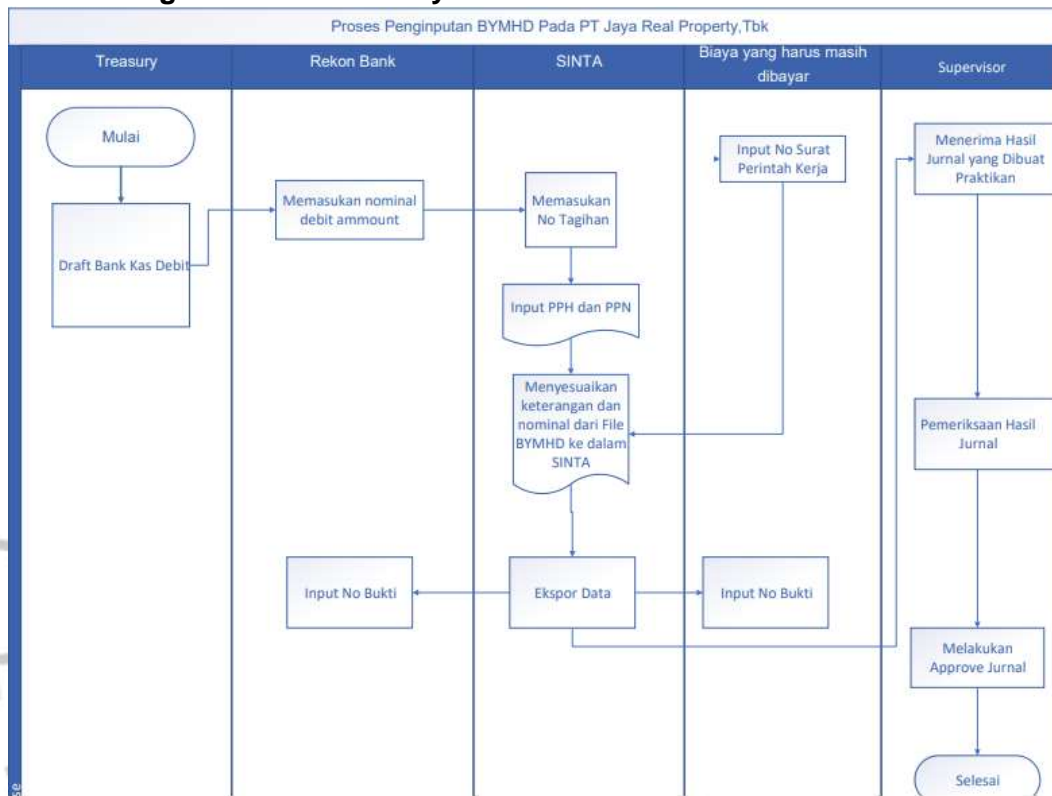 Proses Penginputan BYMHD Pada PT Jaya Real Property,Tbk
Treasury
Rekon Bank
SINTA
Biaya yang harus masih
dibayar
Supervisor
Mulai
Draft Bank Kas Debit
Memasukan nominal
debit ammount
Memasukan
No Tagihan
Input PPH dan PPN
Menyesuaikan
keterangan dan
nominal dari File
BYMHD ke dalam
SINTA
Input No Surat
Perintah Kerja
Menerima Hasil
Jurnal yang Dibuat
Praktikan
Pemeriksaan Hasil
Jurnal
Input No Bukti
Ekspor Data
Input No Bukti
Melakukan
Approve Jurnal
Selesai